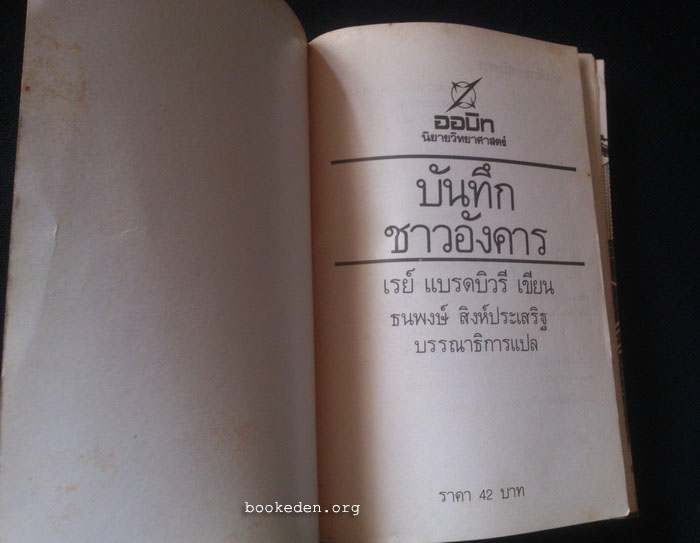 ออบิท
นิยายวิทยาศาสตร์
บันทึก
ชาวอังคาร
เรย์ แบรดบิวรี เขียน
ธนพงษ์ สิงห์ประเสริฐ
บรรณาธิการแปล
ราคา 42 บาท
bookeden.org